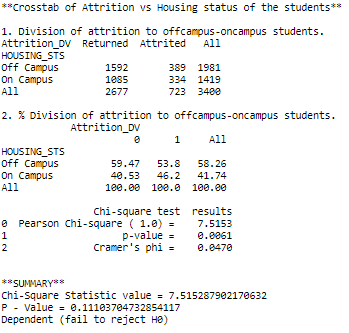 **Crosstab of Attrition vs Housing status of the students**
1. Division of attrition to offcampus-oncampus students.
Attrition_DV Returned Attrited All
HOUSING_STS
Off Campus 1592 389 1981
On Campus 1085 334 1419
All 2677 723 3400
2. % Division of attrition to offcampus-oncampus students.
Attrition_DV
0 1 All
HOUSING_STS
Off Campus 59.47 53.8 58.26
On Campus 40.53 46.2 41.74
All 100.00 100.0 100.00
Chi-square test results
0 Pearson Chi-square ( 1.0) = 7.5153
1 p-value = 0.0061
2 Cramer's phi = 0.0470
**SUMMARY**
Chi-Square Statistic value = 7.515287902170632
P - Value = 0.11103704732854117
Dependent (fail to reject H0)